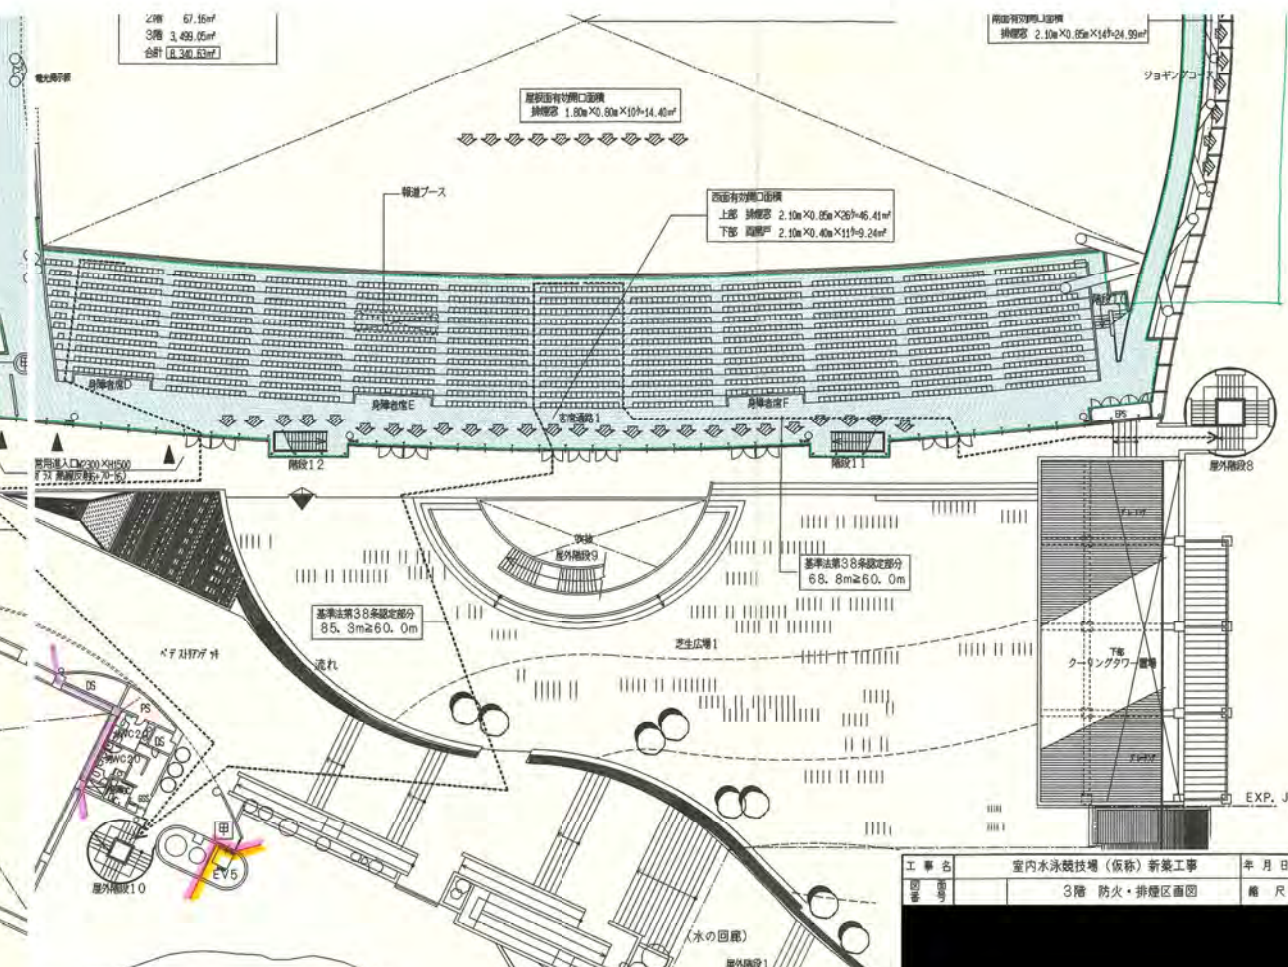 2階 67.16㎡
3階 3,499.05㎡
合計 8,340.63㎡
電光掲示板
南面有効開口面積
排煙窓 2.10m×0.85m×14ヶ=24.99㎡
ジョギングコース
屋根面有効開口面積
排煙窓 1.80m×0.80m×10ヶ=14.40㎡
報道ブース
西面有効開口面積
上部 排煙窓 2.10m×0.85m×26ヶ=46.41㎡
下部 両開戸 2.10m×0.40m×11ヶ=9.24㎡
身障者席D
身障者席E
客席通路1
身障者席F
EPS
階段12
階段11
屋外階段8
吹抜
屋外階段9
基準法第38条認定部分
68.8m≧60.0m
基準法第38条認定部分
85.3m≧60.0m
芝生広場1
ペデストリアンデッキ
流れ
下部
クーリングタワー置場
DS
PS
DS
EXP. J
甲
EV5
屋外階段10
(水の回廊)
屋外階段1
工事名 室内水泳競技場(仮称)新築工事 年月日
図面番号 3階 防火・排煙区画図 縮尺